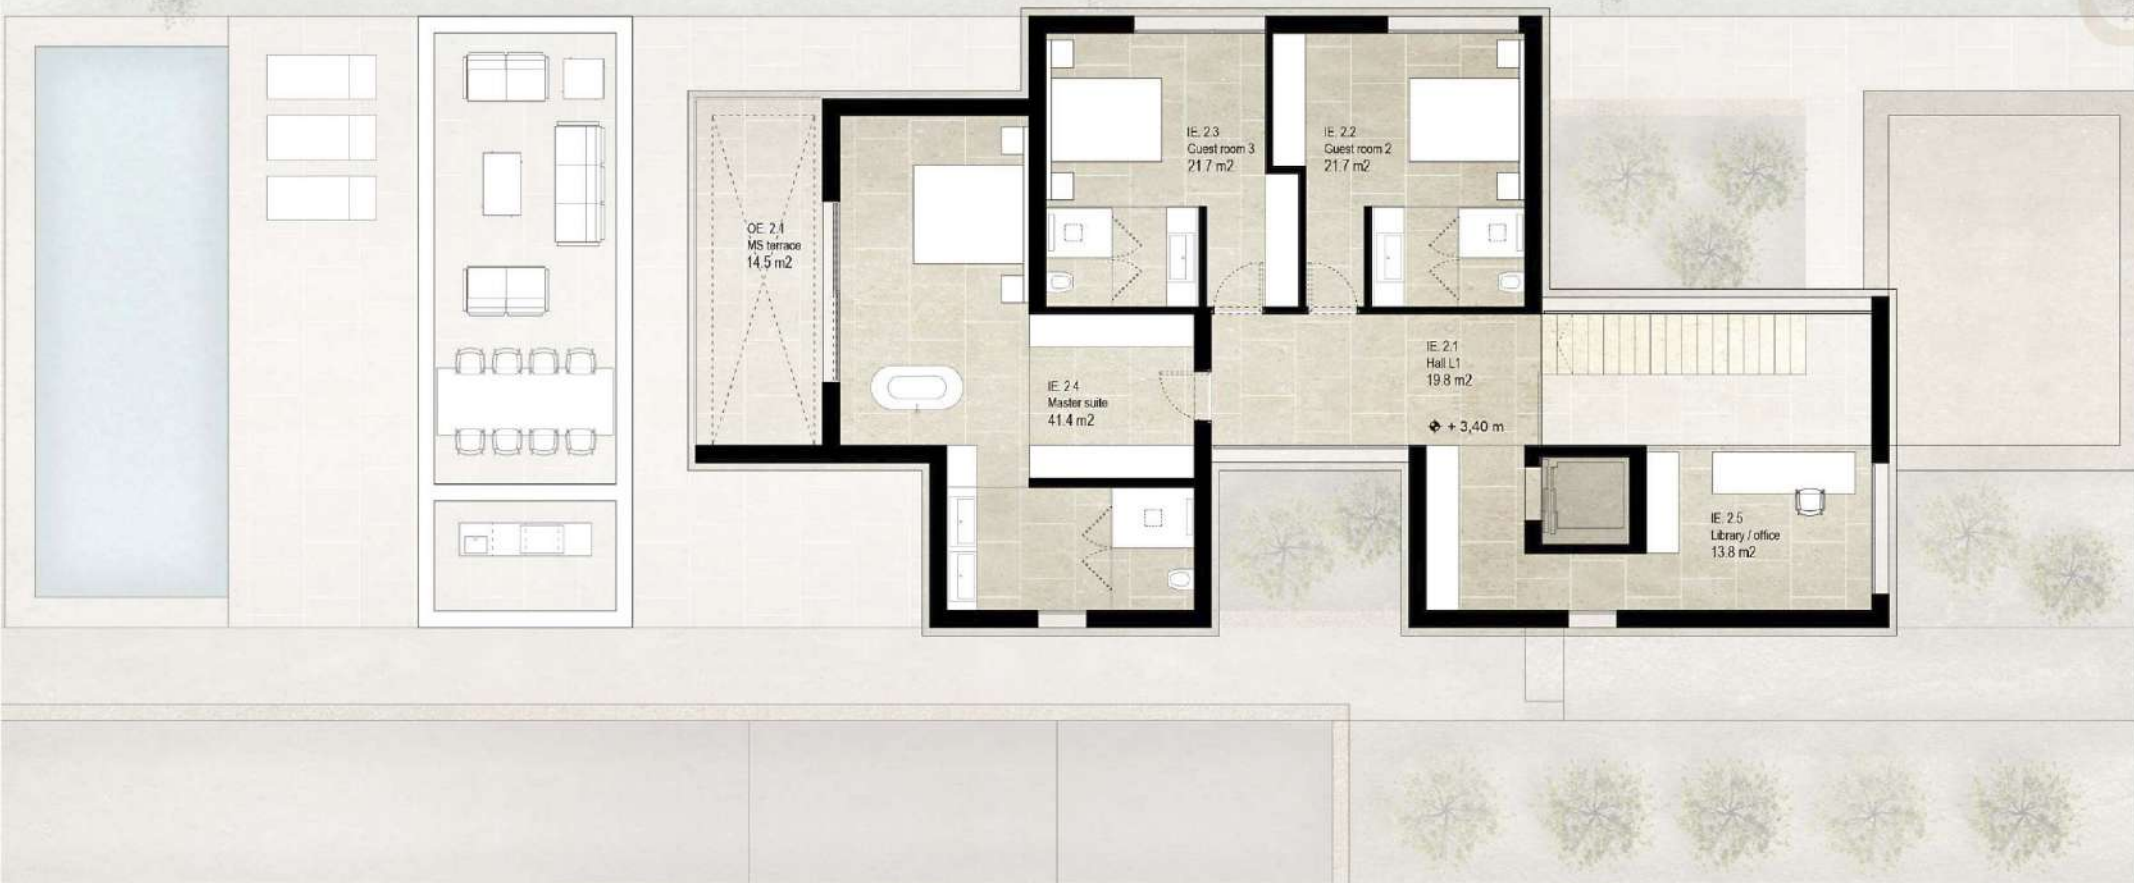 IE. 2.3
Guest room 3
21.7 m2
IE. 2.2
Guest room 2
21.7 m2
OE. 2.1
MS terrace
14.5 m2
IE. 2.4
Master suite
41.4 m2
IE. 2.1
Hall L1
19.8 m2
+ 3,40 m
IE. 2.5
Library / office
13.8 m2